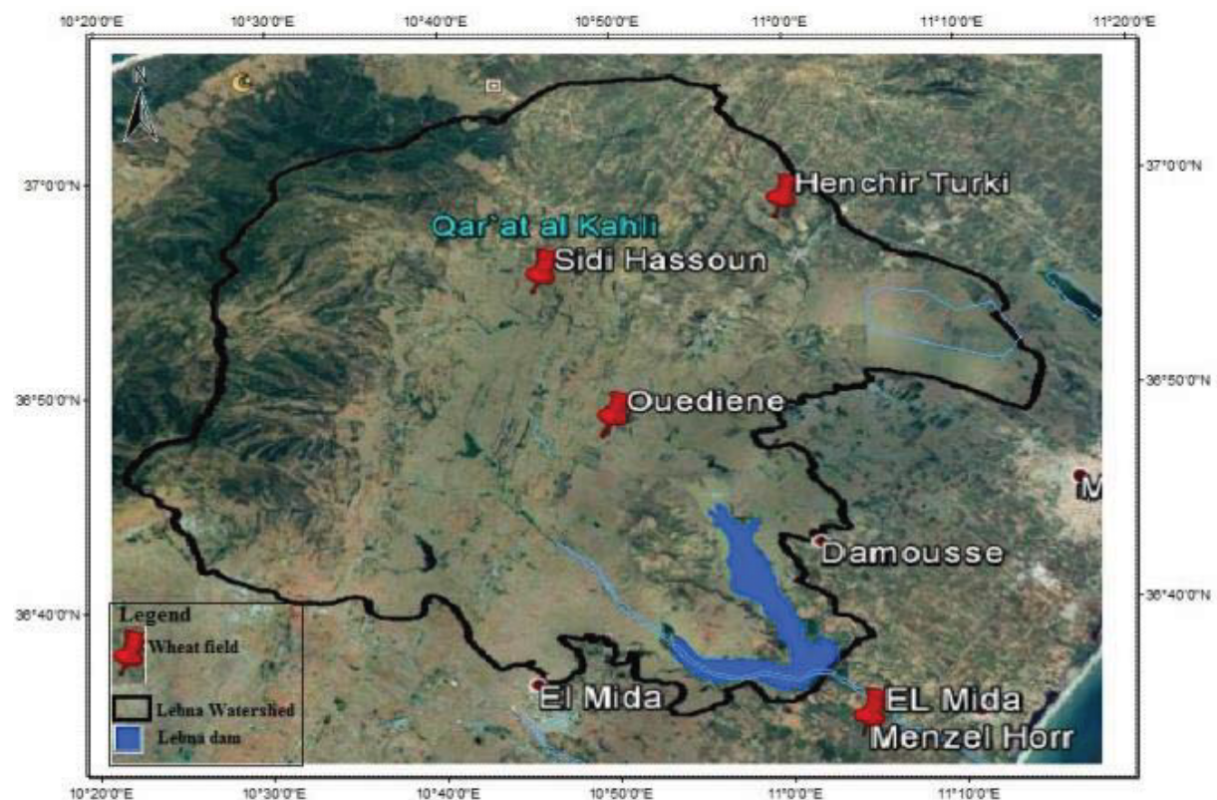 10°20'0"E 10°30'0"E 10°40'0"E 10°50'0"E 11°0'0"E 11°10'0"E 11°20'0"E
N
37°0'0"N
37°0'0"N
Henchir Turki
Qar'at al Kahli
Sidi Hassoun
36°50'0"N
36°50'0"N
Ouediene
M
Damousse
36°40'0"N
36°40'0"N
Legend
Wheat field
Lebna Watershed
Lebna dam
El Mida
EL Mida
Menzel Horr
10°20'0"E 10°30'0"E 10°40'0"E 10°50'0"E 11°0'0"E 11°10'0"E